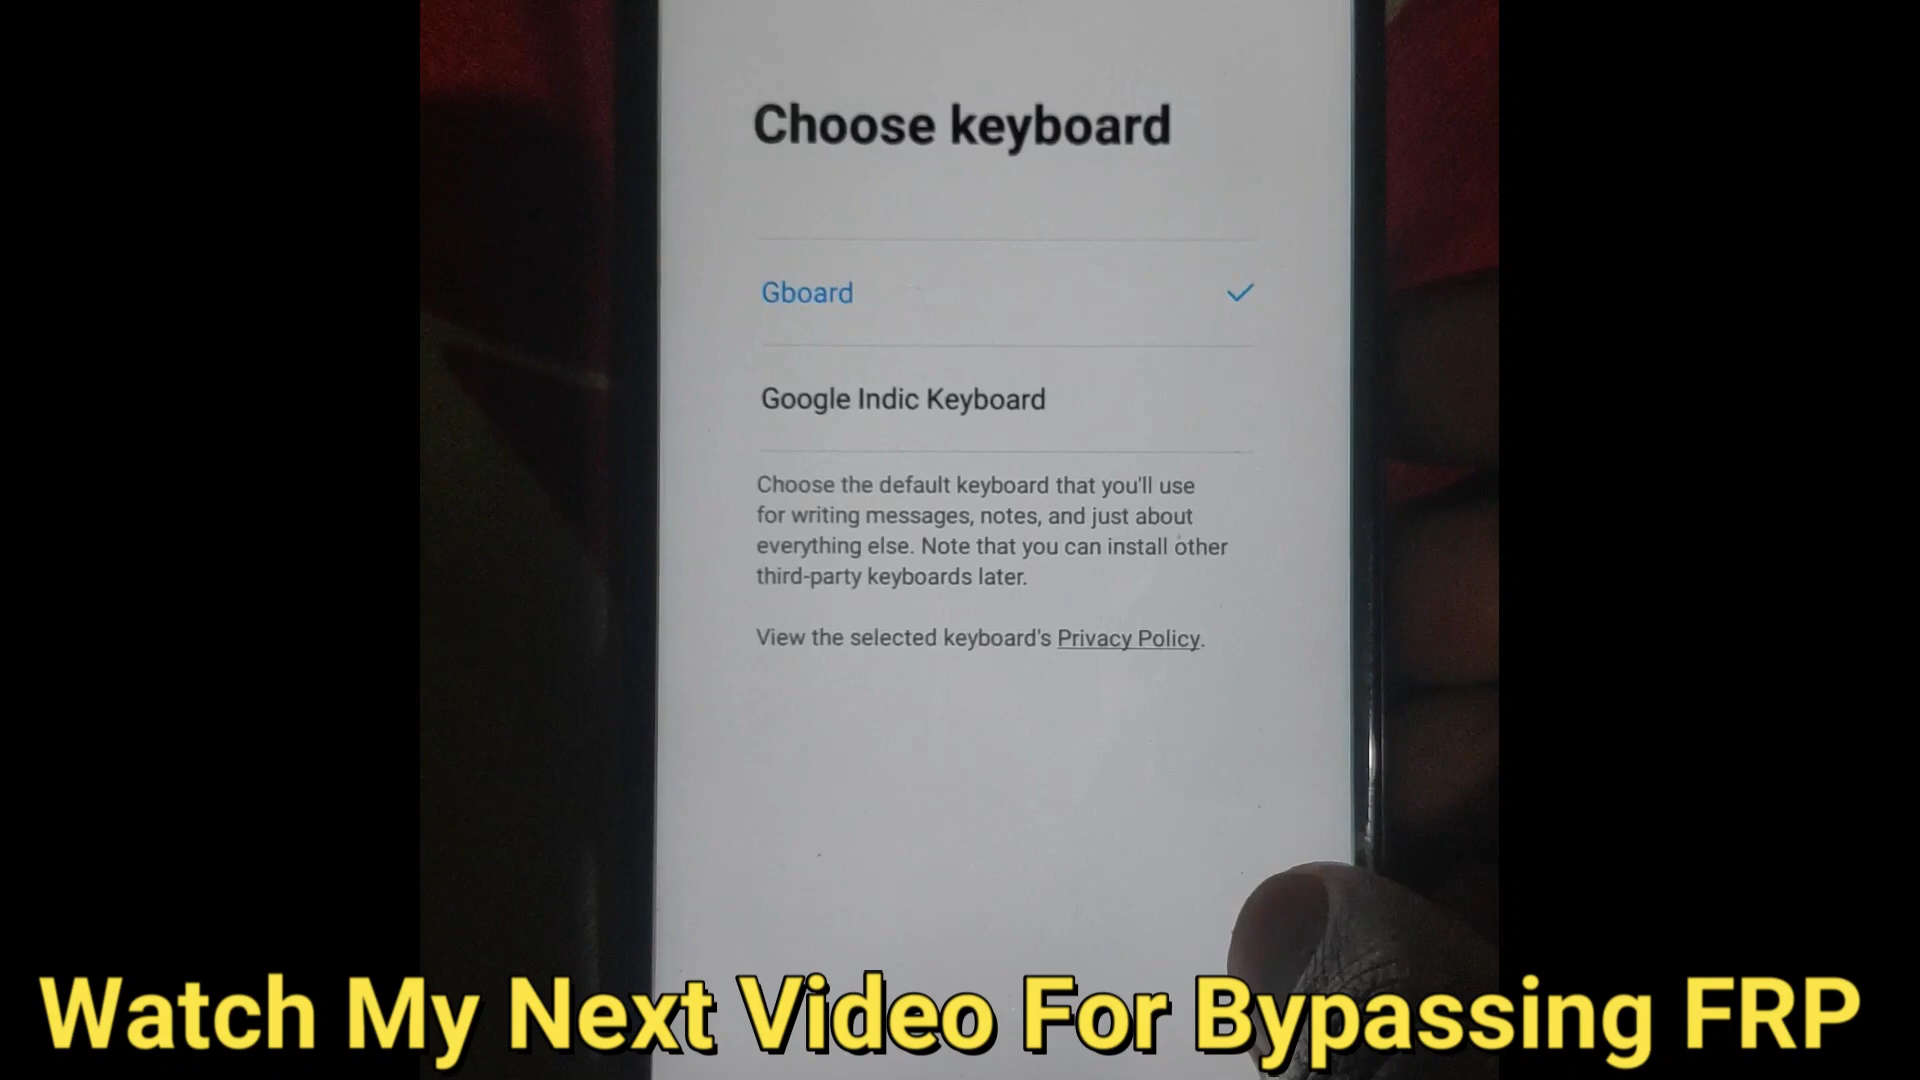 Choose keyboard
Gboard
Google Indic Keyboard
Choose the default keyboard that you'll use
for writing messages, notes, and just about
everything else. Note that you can install other
third-party keyboards later.
View the selected keyboard's Privacy Policy.
Watch My Next Video For Bypassing FRP